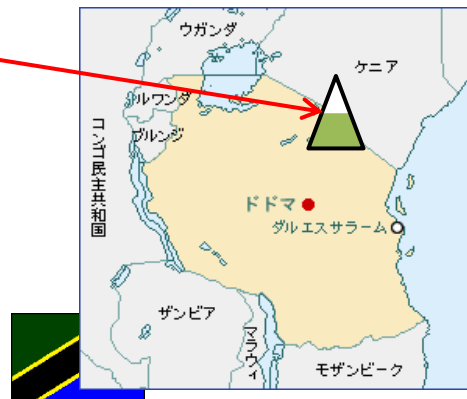 ウガンダ
ケニア
ルワンダ
ブルンジ
コンゴ民主共和国
ドドマ
ダルエスサラーム
ザンビア
マラウィ
モザンビーク